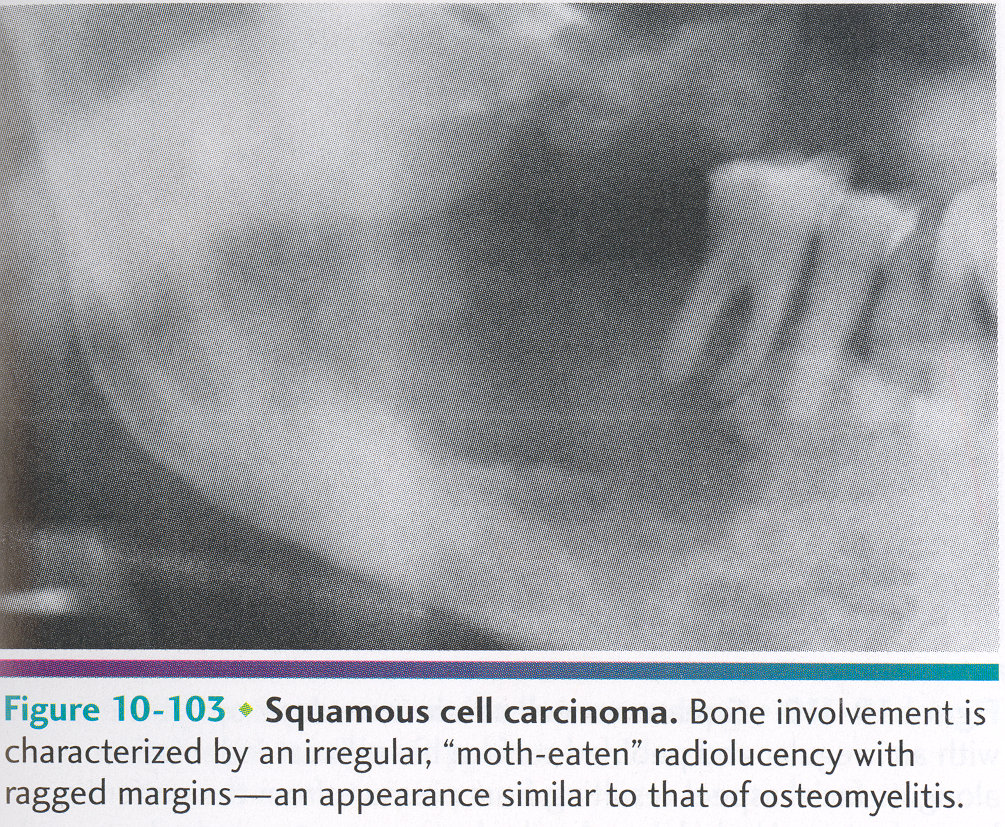 Figure 10-103 ◆ Squamous cell carcinoma. Bone involvement is
characterized by an irregular, “moth-eaten” radiolucency with
ragged margins—an appearance similar to that of osteomyelitis.